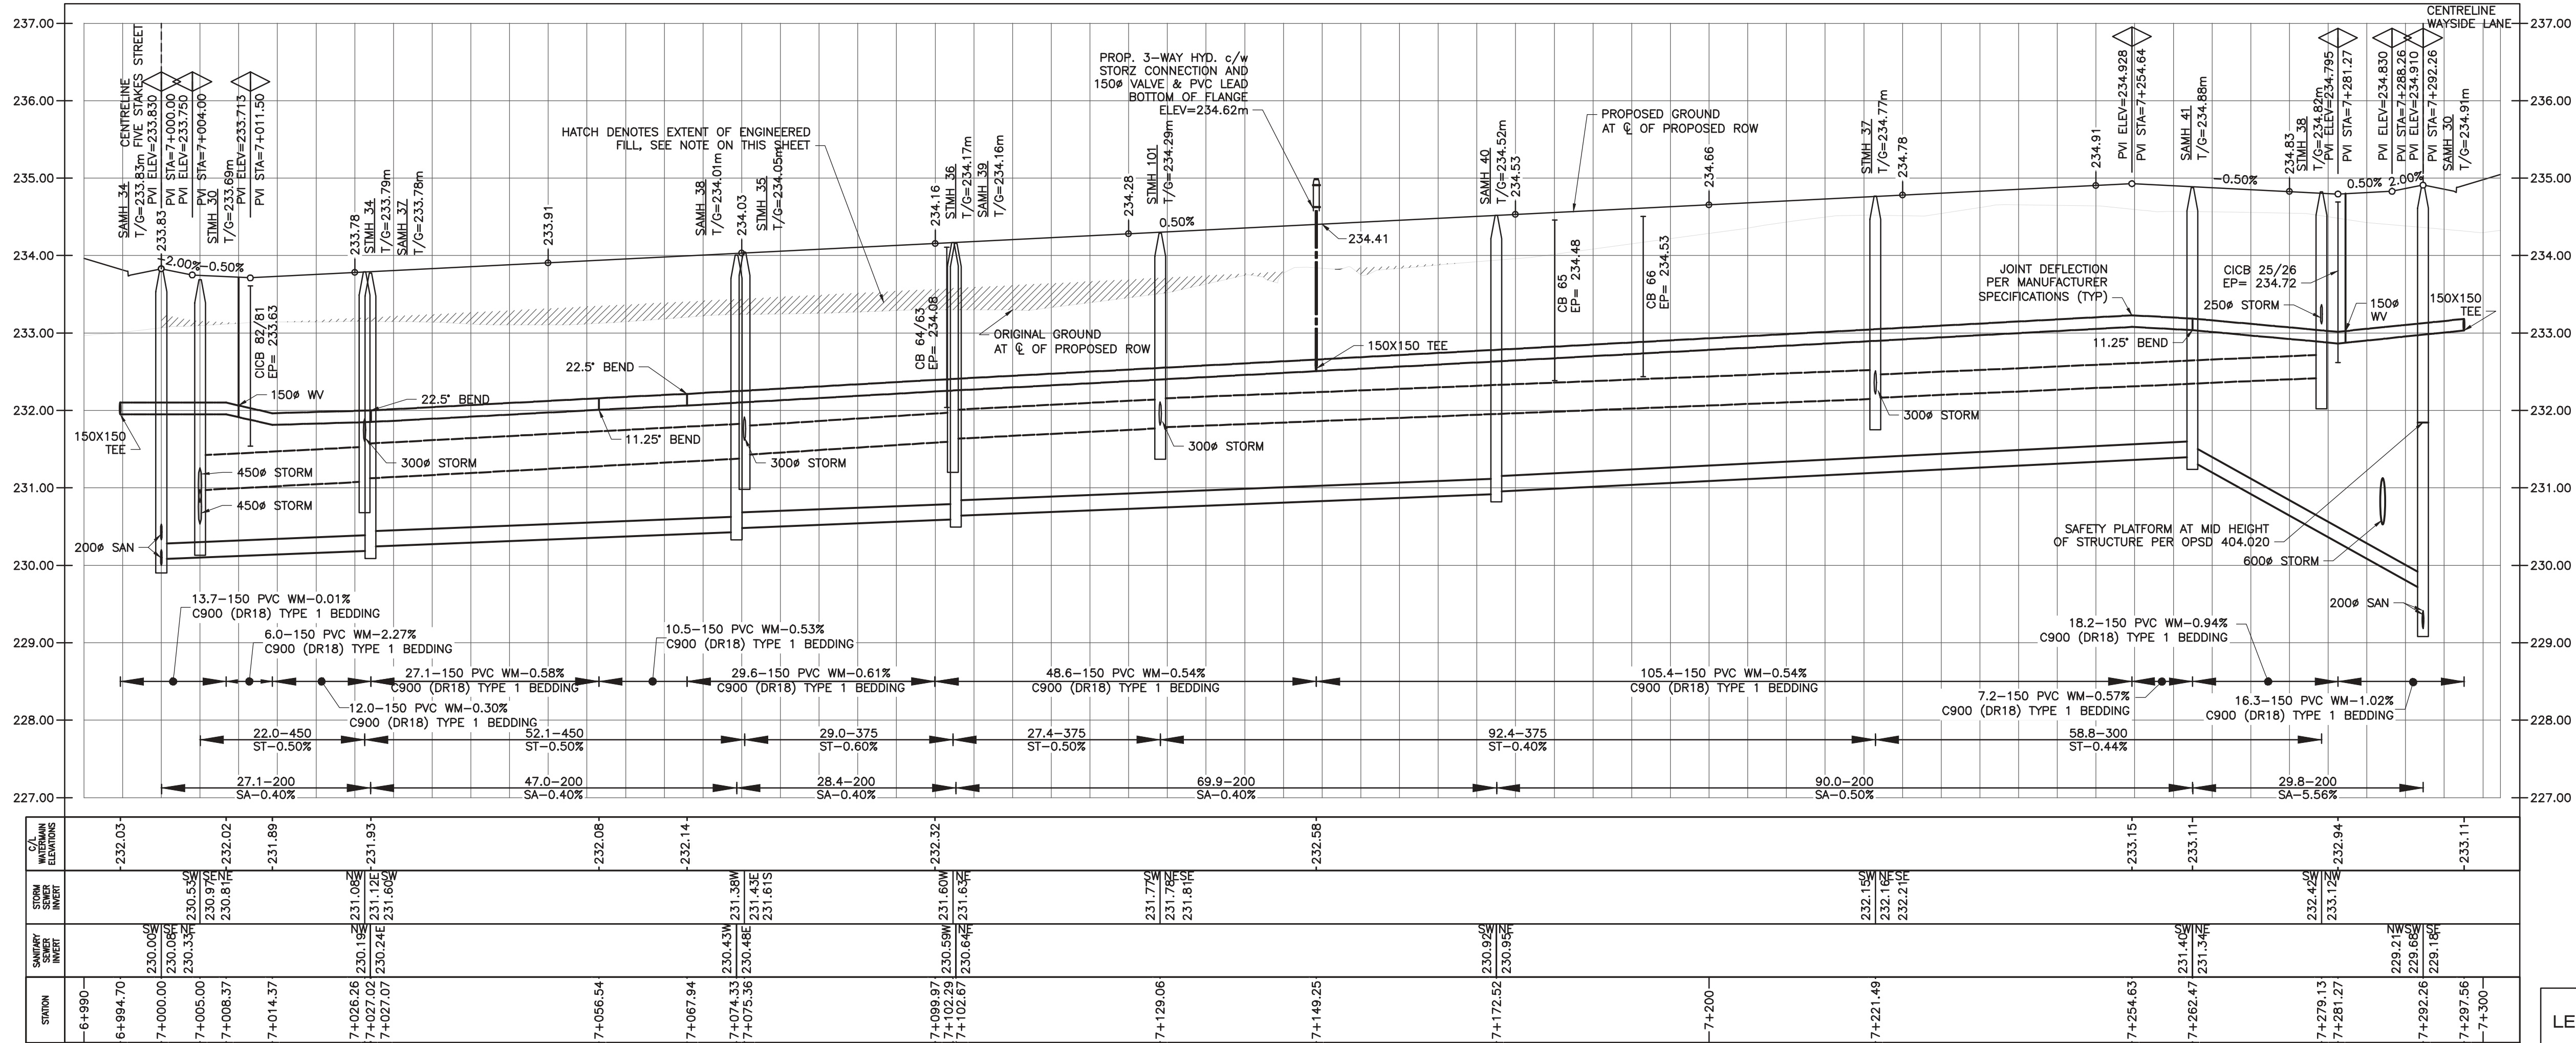 237.00
236.00
235.00
234.00
233.00
232.00
231.00
230.00
229.00
228.00
227.00
237.00
236.00
235.00
234.00
233.00
232.00
231.00
230.00
229.00
228.00
227.00
SAMH 34
T/G=233.83m
CENTRELINE
FIVE STAKES STREET
PVI ELEV=233.830
PVI STA=7+000.00
PVI ELEV=233.750
PVI STA=7+004.00
STMH 30
T/G=233.69m
PVI ELEV=233.713
PVI STA=7+011.50
233.83
-2.00%
-0.50%
CICB 82/81
EP= 233.63
233.78
STMH 34
T/G=233.79m
SAMH 37
T/G=233.78m
233.91
HATCH DENOTES EXTENT OF ENGINEERED
FILL, SEE NOTE ON THIS SHEET
SAMH 38
T/G=234.01m
234.03
STMH 35
T/G=234.05m
234.16
STMH 36
T/G=234.17m
SAMH 39
T/G=234.16m
CB 64/63
EP= 234.08
ORIGINAL GROUND
AT ℄ OF PROPOSED ROW
234.28
STMH 101
T/G=234.29m
0.50%
PROP. 3-WAY HYD. c/w
STORZ CONNECTION AND
150ø VALVE & PVC LEAD
BOTTOM OF FLANGE
ELEV=234.62m
234.41
150X150 TEE
SAMH 40
T/G=234.52m
234.53
CB 65
EP= 234.48
PROPOSED GROUND
AT ℄ OF PROPOSED ROW
CB 66
EP= 234.53
234.66
STMH 37
T/G=234.77m
234.78
234.91
PVI ELEV=234.928
PVI STA=7+254.64
SAMH 41
T/G=234.88m
-0.50%
JOINT DEFLECTION
PER MANUFACTURER
SPECIFICATIONS (TYP)
234.83
STMH 38
T/G=234.82m
PVI ELEV=234.795
PVI STA=7+281.27
0.50%
2.00%
CICB 25/26
EP= 234.72
250ø STORM
150ø
WV
150X150
TEE
11.25° BEND
PVI ELEV=234.830
PVI STA=7+288.26
PVI ELEV=234.910
PVI STA=7+292.26
CENTRELINE
WAYSIDE LANE
SAMH 30
T/G=234.91m
150X150
TEE
150ø WV
22.5° BEND
22.5° BEND
11.25° BEND
450ø STORM
450ø STORM
300ø STORM
300ø STORM
300ø STORM
300ø STORM
200ø SAN
SAFETY PLATFORM AT MID HEIGHT
OF STRUCTURE PER OPSD 404.020
600ø STORM
200ø SAN
13.7-150 PVC WM-0.01%
C900 (DR18) TYPE 1 BEDDING
6.0-150 PVC WM-2.27%
C900 (DR18) TYPE 1 BEDDING
12.0-150 PVC WM-0.30%
C900 (DR18) TYPE 1 BEDDING
27.1-150 PVC WM-0.58%
C900 (DR18) TYPE 1 BEDDING
10.5-150 PVC WM-0.53%
C900 (DR18) TYPE 1 BEDDING
29.6-150 PVC WM-0.61%
C900 (DR18) TYPE 1 BEDDING
48.6-150 PVC WM-0.54%
C900 (DR18) TYPE 1 BEDDING
105.4-150 PVC WM-0.54%
C900 (DR18) TYPE 1 BEDDING
7.2-150 PVC WM-0.57%
C900 (DR18) TYPE 1 BEDDING
18.2-150 PVC WM-0.94%
C900 (DR18) TYPE 1 BEDDING
16.3-150 PVC WM-1.02%
C900 (DR18) TYPE 1 BEDDING
22.0-450
ST-0.50%
52.1-450
ST-0.50%
29.0-375
ST-0.60%
27.4-375
ST-0.50%
92.4-375
ST-0.40%
58.8-300
ST-0.44%
27.1-200
SA-0.40%
47.0-200
SA-0.40%
28.4-200
SA-0.40%
69.9-200
SA-0.40%
90.0-200
SA-0.50%
29.8-200
SA-5.56%
C/L
WATERMAIN
ELEVATIONS
232.03
232.02
231.89
231.93
232.08
232.14
232.32
232.58
233.15
233.11
232.94
233.11
STORM
SEWER
INVERT
230.53 SW
230.97 SE
230.81 NE
231.08 NW
231.12E
231.60 SW
231.38W
231.43E
231.61S
231.60W
231.63 NE
231.77 SW
231.78 NE
231.81 SE
232.15 SW
232.16 NE
232.21 SE
232.42 SW
233.12 NW
SANITARY
SEWER
INVERT
230.00 SW
230.08 SE
230.33 NE
230.19 NW
230.24E
230.43W
230.48E
230.59W
230.64 NE
230.92 SW
230.95 NE
231.40 SW
231.34 NE
229.21 NW
229.68 SW
229.18 SE
STATION
6+990
6+994.70
7+000.00
7+005.00
7+008.37
7+014.37
7+026.26
7+027.02
7+027.07
7+056.54
7+067.94
7+074.33
7+075.36
7+099.97
7+102.29
7+102.67
7+129.06
7+149.25
7+172.52
7+200
7+221.49
7+254.63
7+262.47
7+279.13
7+281.27
7+292.26
7+297.56
7+300
LE